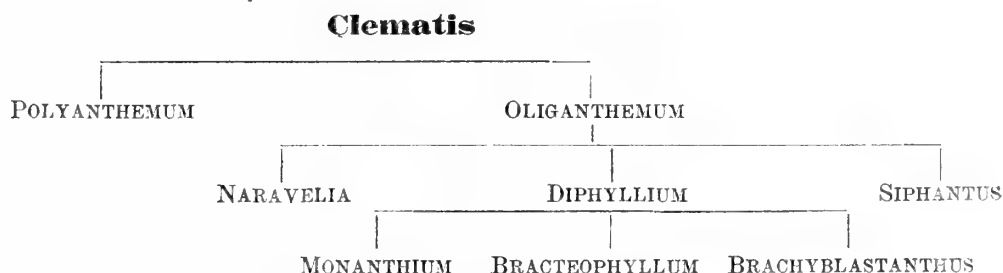 Clematis
POLYANTHEMUM OLIGANTHEMUM
NARAVELIA DIPHYLLIUM SIPHANTUS
MONANTHIUM BRACTEOPHYLLUM BRACHYBLASTANTHUS